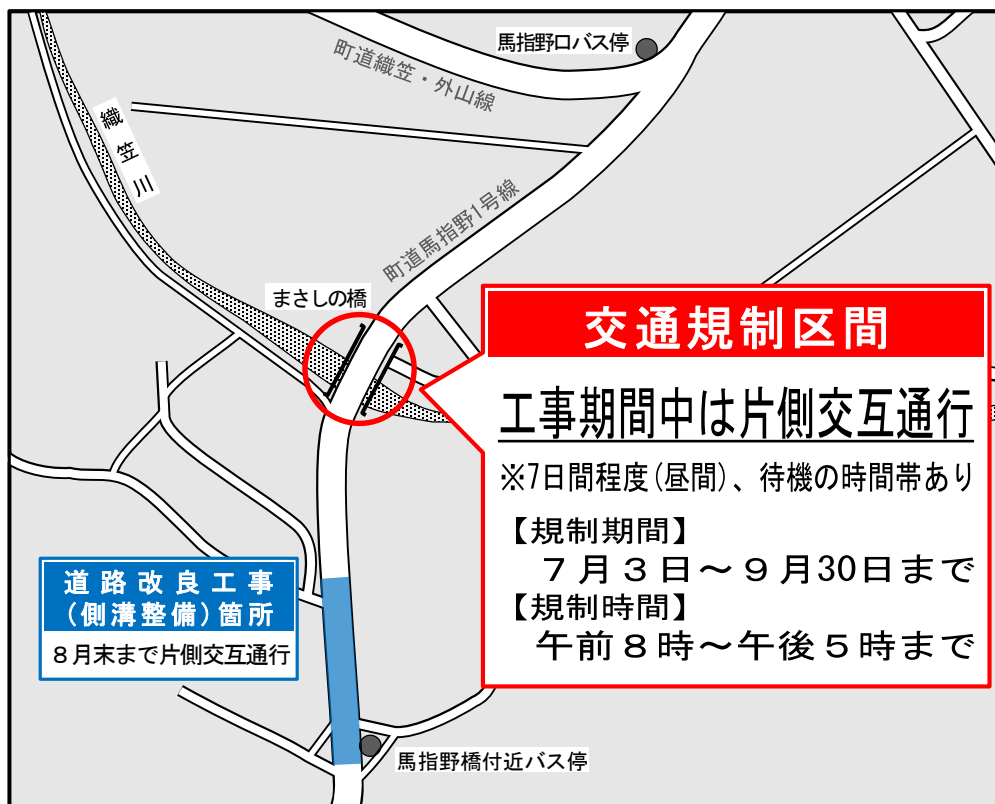 馬指野口バス停
町道織笠・外山線
織笠川
町道馬指野1号線
まさしの橋
交通規制区間
工事期間中は片側交互通行
※7日間程度(昼間)、待機の時間帯あり
【規制期間】
7月3日~9月30日まで
【規制時間】
午前8時~午後5時まで
道路改良工事
(側溝整備)箇所
8月末まで片側交互通行
馬指野橋付近バス停